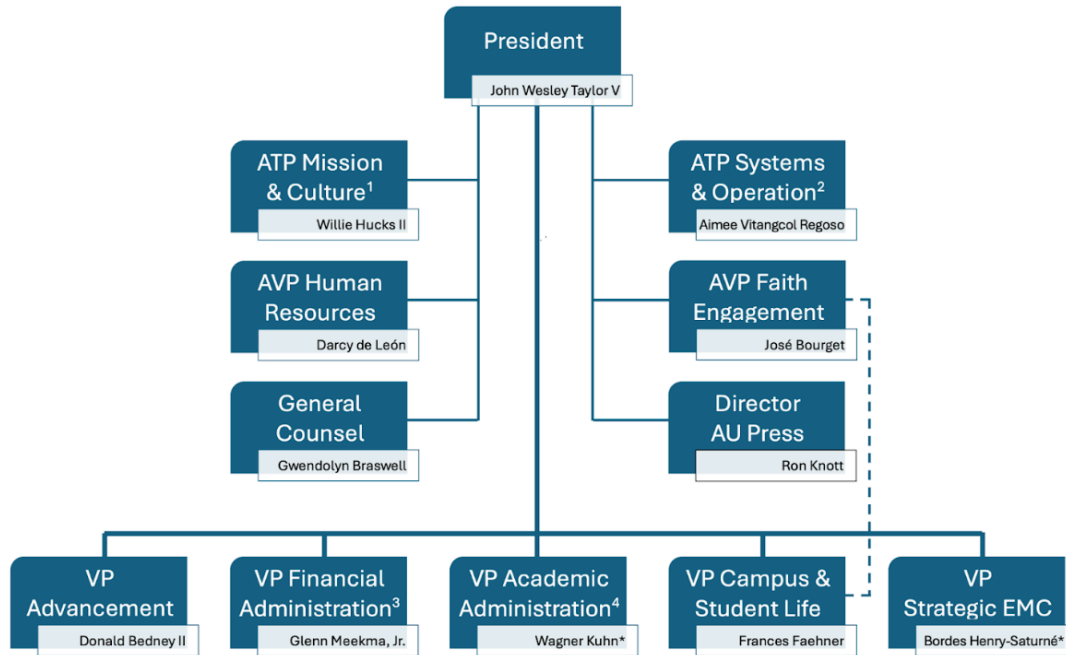 President
John Wesley Taylor V
ATP Mission
& Culture¹
Willie Hucks II
ATP Systems
& Operation²
Aimee Vitangcol Regoso
AVP Human
Resources
Darcy de León
AVP Faith
Engagement
José Bourget
General
Counsel
Gwendolyn Braswell
Director
AU Press
Ron Knott
VP
Advancement
Donald Bedney II
VP Financial
Administration³
Glenn Meekma, Jr.
VP Academic
Administration⁴
Wagner Kuhn*
VP Campus &
Student Life
Frances Faehner
VP
Strategic EMC
Bordes Henry-Saturné*